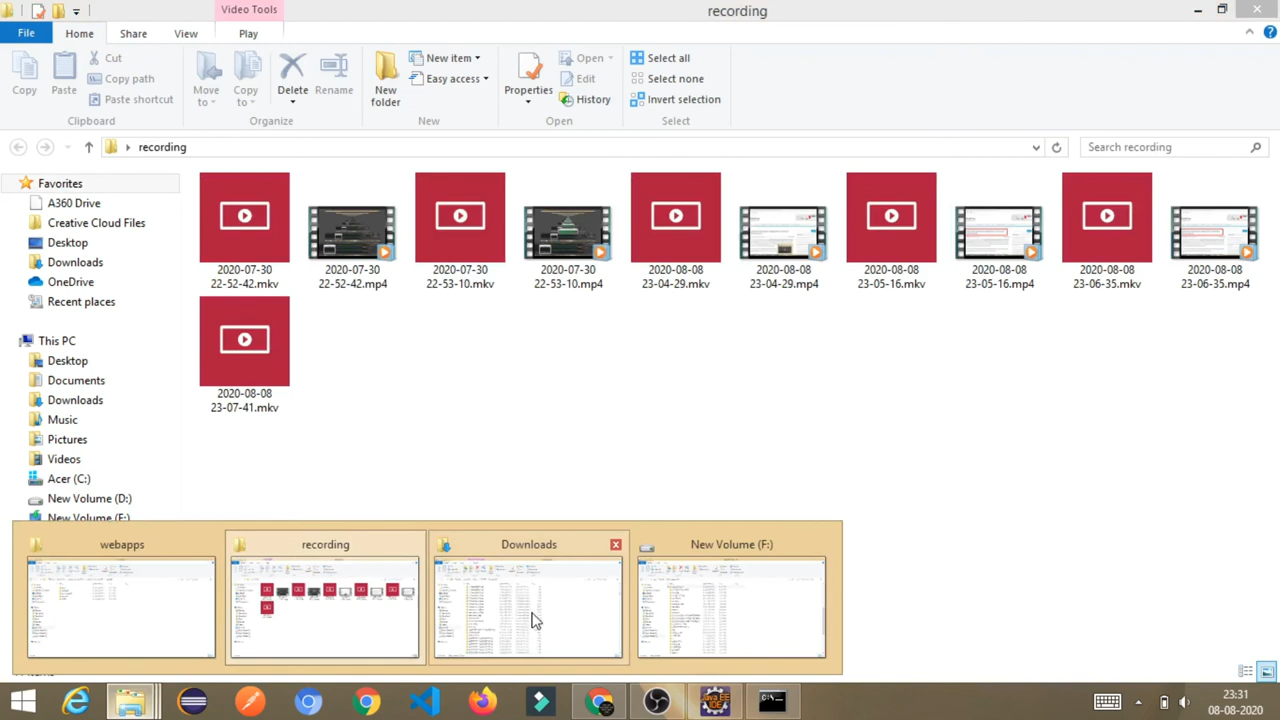 Video Tools
recording
File
Home
Share
View
Play
Copy
Paste
Cut
Copy path
Paste shortcut
Clipboard
Move to
Copy to
Delete
Rename
Organize
New folder
New item
Easy access
New
Properties
Open
Edit
History
Open
Select all
Select none
Invert selection
Select
recording
Search recording
Favorites
A360 Drive
Creative Cloud Files
Desktop
Downloads
OneDrive
Recent places
This PC
Desktop
Documents
Downloads
Music
Pictures
Videos
Acer (C:)
New Volume (D:)
New Volume (E:)
2020-07-30
22-52-42.mkv
2020-07-30
22-52-42.mp4
2020-07-30
22-53-10.mkv
2020-07-30
22-53-10.mp4
2020-08-08
23-04-29.mkv
2020-08-08
23-04-29.mp4
2020-08-08
23-05-16.mkv
2020-08-08
23-05-16.mp4
2020-08-08
23-06-35.mkv
2020-08-08
23-06-35.mp4
2020-08-08
23-07-41.mkv
webapps
recording
Downloads
New Volume (F:)
Java EE
IDE
C:\
23:31
08-08-2020